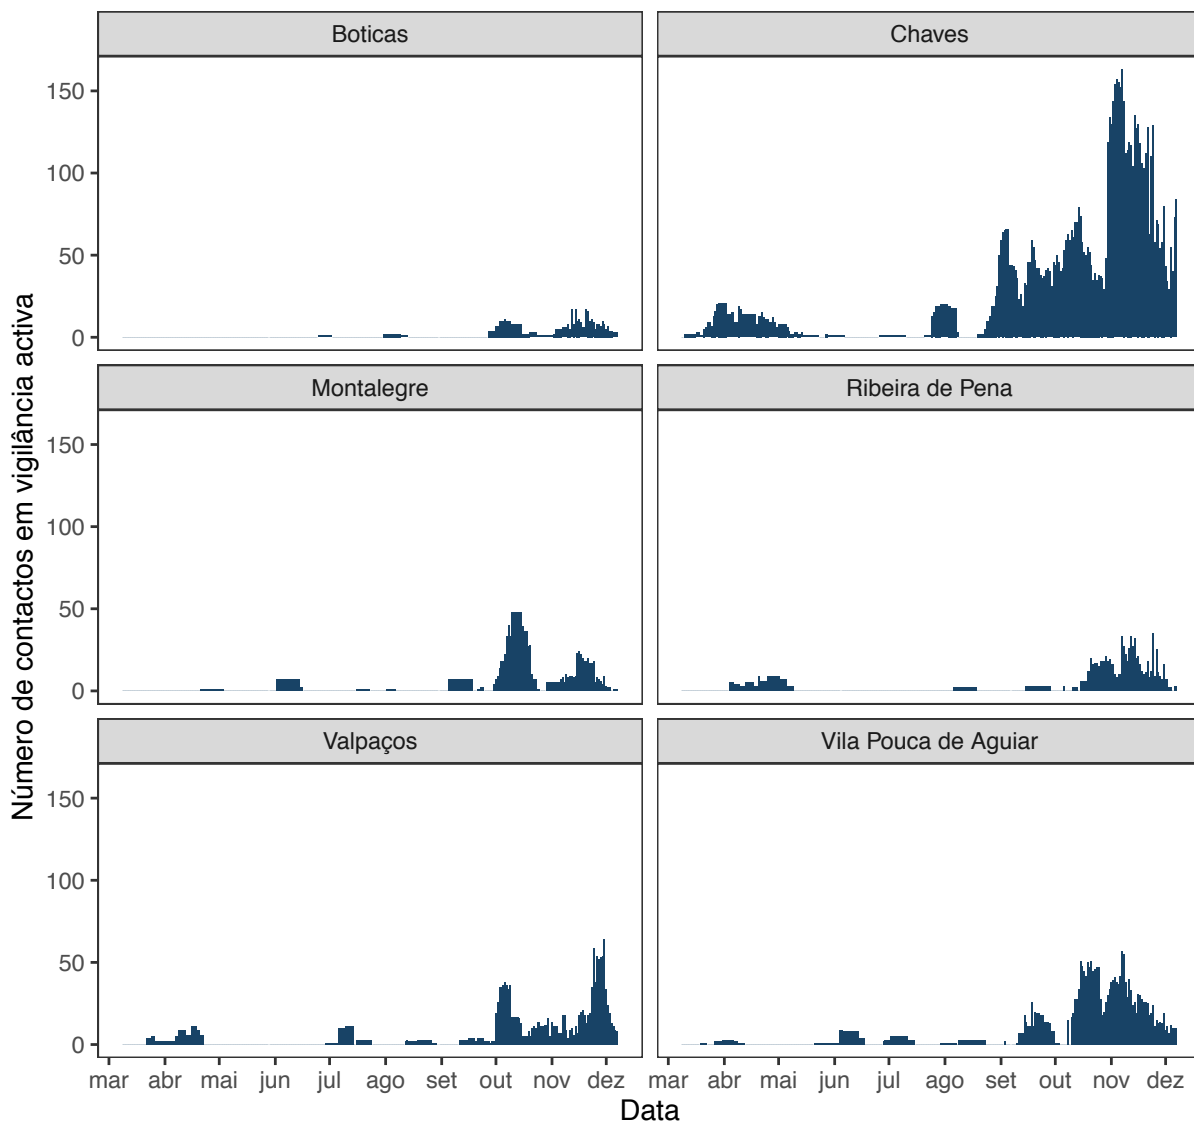 Boticas
Chaves
150
100
50
0
Montalegre
Ribeira de Pena
150
100
50
0
Valpaços
Vila Pouca de Aguiar
150
100
50
0
mar abr mai jun jul ago set out nov dez
mar abr mai jun jul ago set out nov dez
Data
Número de contactos em vigilância activa